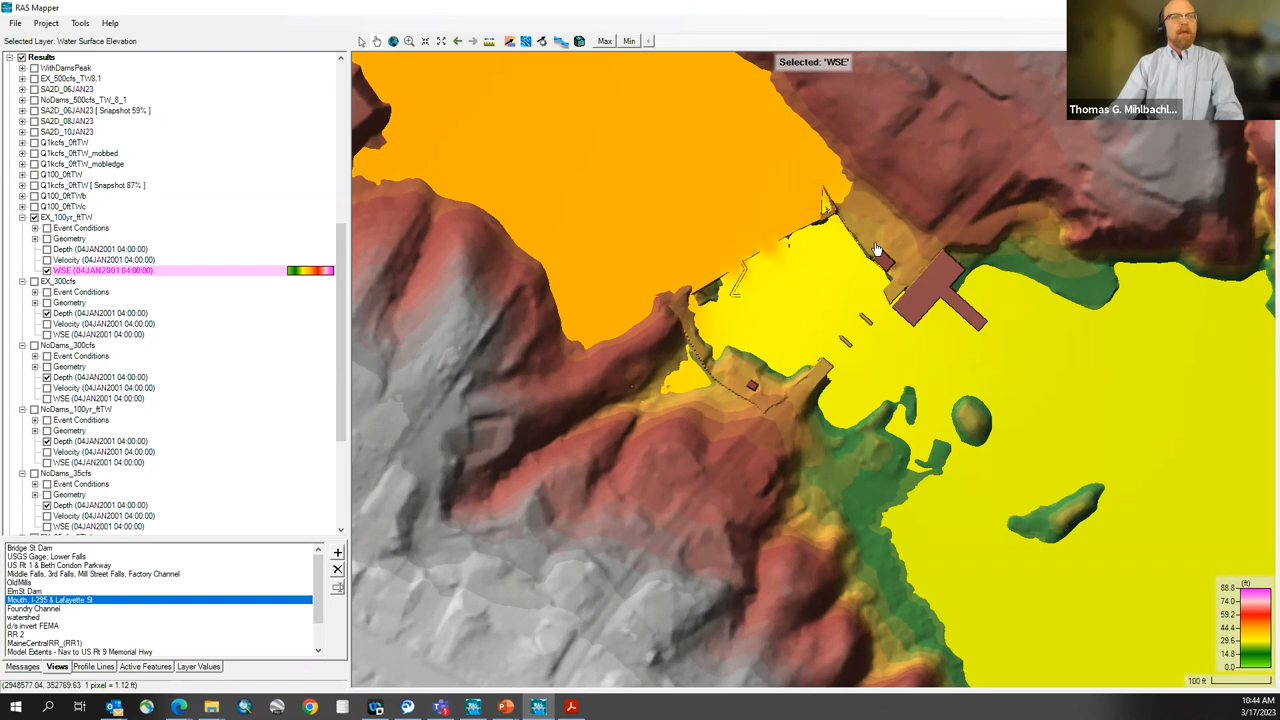 RAS Mapper
File Project Tools Help
Selected Layer: Water Surface Elevation
Max Min
Selected: 'WSE'
Thomas G. Mihlbachl...
Results
WithDamsPeak
EX_500cfs_TW8.1
SA2D_06JAN23
NoDams_500cfs_TW_8_1
SA2D_06JAN23 [ Snapshot 59% ]
SA2D_08JAN23
SA2D_10JAN23
Q1kcfs_0ftTW
Q1kcfs_0ftTW_mobbed
Q1kcfs_0ftTW_mobledge
Q100_0ftTW
Q1kcfs_0ftTW [ Snapshot 87% ]
Q100_0ftTWb
Q100_0ftTWc
EX_100yr_ftTW
Event Conditions
Geometry
Depth (04JAN2001 04:00:00)
Velocity (04JAN2001 04:00:00)
WSE (04JAN2001 04:00:00)
EX_300cfs
Event Conditions
Geometry
Depth (04JAN2001 04:00:00)
Velocity (04JAN2001 04:00:00)
WSE (04JAN2001 04:00:00)
NoDams_300cfs
Event Conditions
Geometry
Depth (04JAN2001 04:00:00)
Velocity (04JAN2001 04:00:00)
WSE (04JAN2001 04:00:00)
NoDams_100yr_ftTW
Event Conditions
Geometry
Depth (04JAN2001 04:00:00)
Velocity (04JAN2001 04:00:00)
WSE (04JAN2001 04:00:00)
NoDams_35cfs
Event Conditions
Geometry
Depth (04JAN2001 04:00:00)
Velocity (04JAN2001 04:00:00)
WSE (04JAN2001 04:00:00)
Bridge St Dam
USGS Gage; Lower Falls
US Rt 1 & Beth Condon Parkway
Middle Falls, 3rd Falls, Mill Street Falls, Factory Channel
OldMills
ElmSt Dam
Mouth, I-295 & Lafayette St
Foundry Channel
watershed
d/s invert FEMA
RR 2
MaineCentralRR_(RR1)
Model Extents - Nav to US Rt 9 Memorial Hwy
Messages Views Profile Lines Active Features Layer Values
(2948577.04, 352769.63 1 pixel = 1.12 ft)
(ft)
88.8
74.0
59.2
44.4
29.6
14.8
0.0
100 ft
10:44 AM
3/17/2023